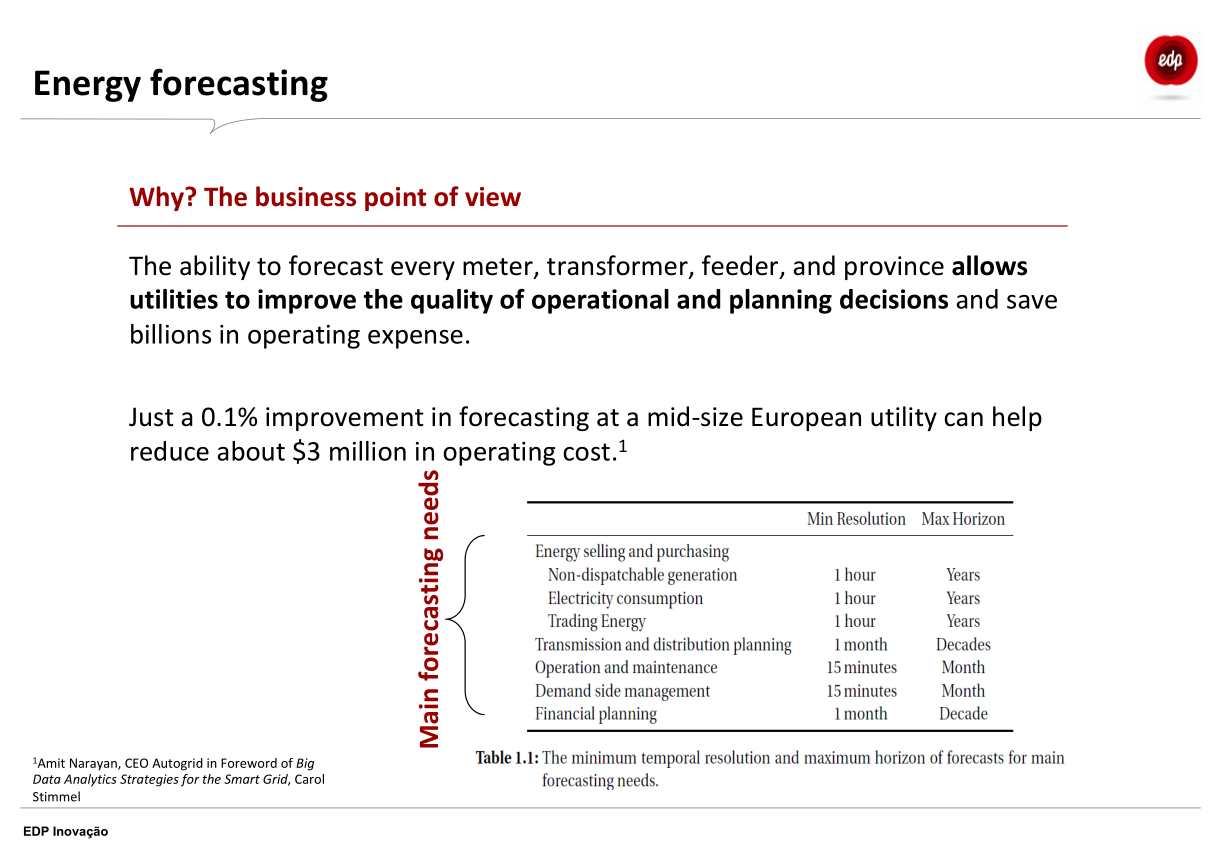 Energy forecasting
edp
Why? The business point of view
The ability to forecast every meter, transformer, feeder, and province allows
utilities to improve the quality of operational and planning decisions and save
billions in operating expense.
Just a 0.1% improvement in forecasting at a mid-size European utility can help
reduce about $3 million in operating cost.¹
Main forecasting needs
Min Resolution Max Horizon
Energy selling and purchasing
Non-dispatchable generation 1 hour Years
Electricity consumption 1 hour Years
Trading Energy 1 hour Years
Transmission and distribution planning 1 month Decades
Operation and maintenance 15 minutes Month
Demand side management 15 minutes Month
Financial planning 1 month Decade
Table 1.1: The minimum temporal resolution and maximum horizon of forecasts for main
forecasting needs.
¹Amit Narayan, CEO Autogrid in Foreword of Big
Data Analytics Strategies for the Smart Grid, Carol
Stimmel
EDP Inovação